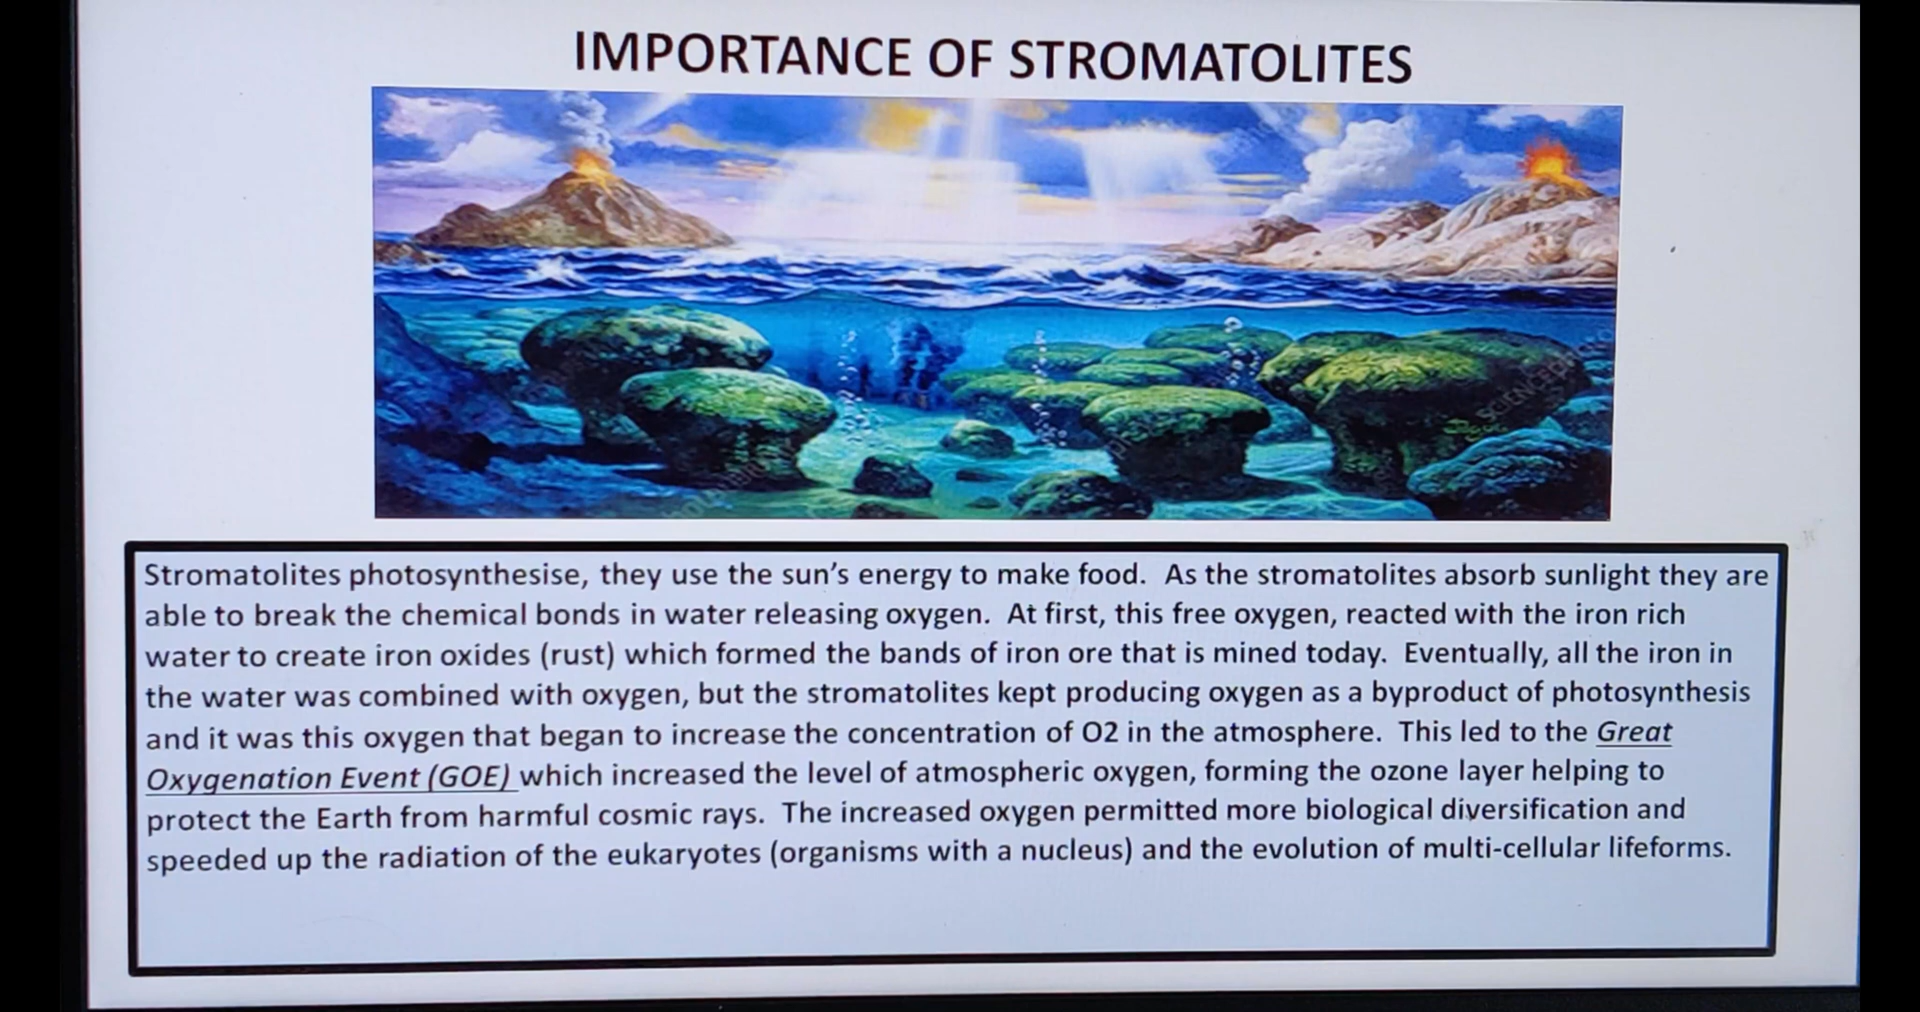 IMPORTANCE OF STROMATOLITES
Stromatolites photosynthesise, they use the sun's energy to make food.  As the stromatolites absorb sunlight they are
able to break the chemical bonds in water releasing oxygen.  At first, this free oxygen, reacted with the iron rich
water to create iron oxides (rust) which formed the bands of iron ore that is mined today.  Eventually, all the iron in
the water was combined with oxygen, but the stromatolites kept producing oxygen as a byproduct of photosynthesis
and it was this oxygen that began to increase the concentration of O2 in the atmosphere.  This led to the Great
Oxygenation Event (GOE) which increased the level of atmospheric oxygen, forming the ozone layer helping to
protect the Earth from harmful cosmic rays.  The increased oxygen permitted more biological diversification and
speeded up the radiation of the eukaryotes (organisms with a nucleus) and the evolution of multi-cellular lifeforms.